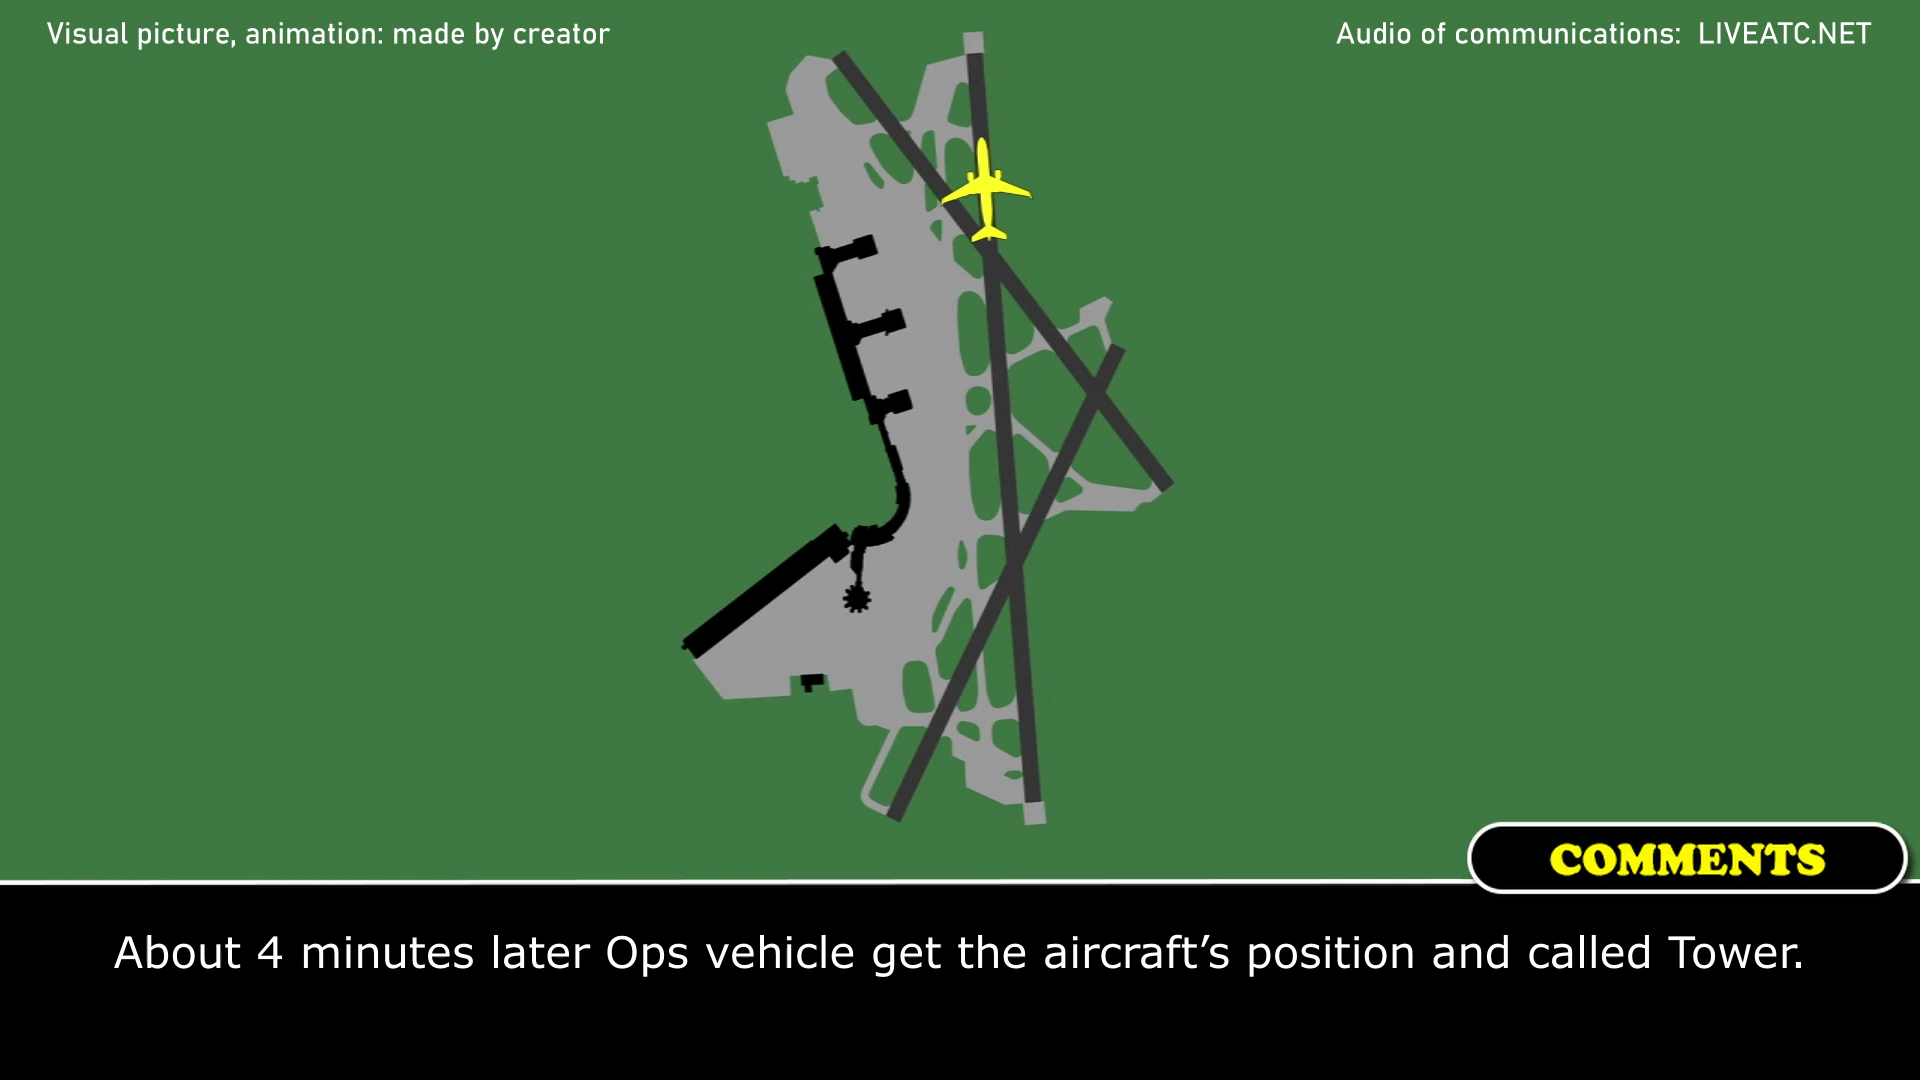 Visual picture, animation: made by creator
Audio of communications: LIVEATC.NET
COMMENTS
About 4 minutes later Ops vehicle get the aircraft’s position and called Tower.